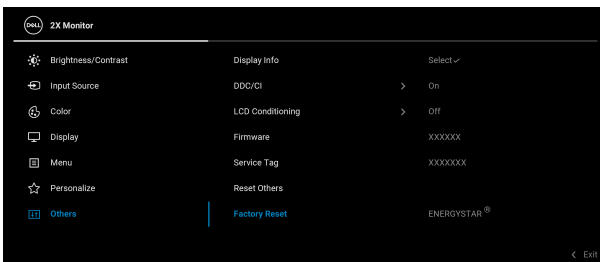 DELL 2X Monitor
Brightness/Contrast Display Info Select✓
Input Source DDC/CI > On
Color LCD Conditioning > Off
Display Firmware XXXXXX
Menu Service Tag XXXXXXX
Personalize Reset Others
Others Factory Reset ENERGYSTAR ®
< Exit